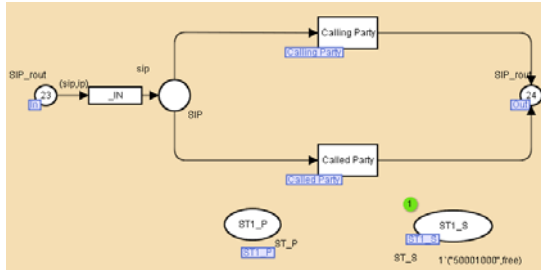 Calling Party
Calling Party
SIP_rout
(sip,ip)
sip
SIP_rout
23
In
_IN
SIP
24
Out
Called Party
Called Party
1
ST1_P
ST_P
ST1_P
ST1_S
ST1_S
ST_S
1`("50001000",free)